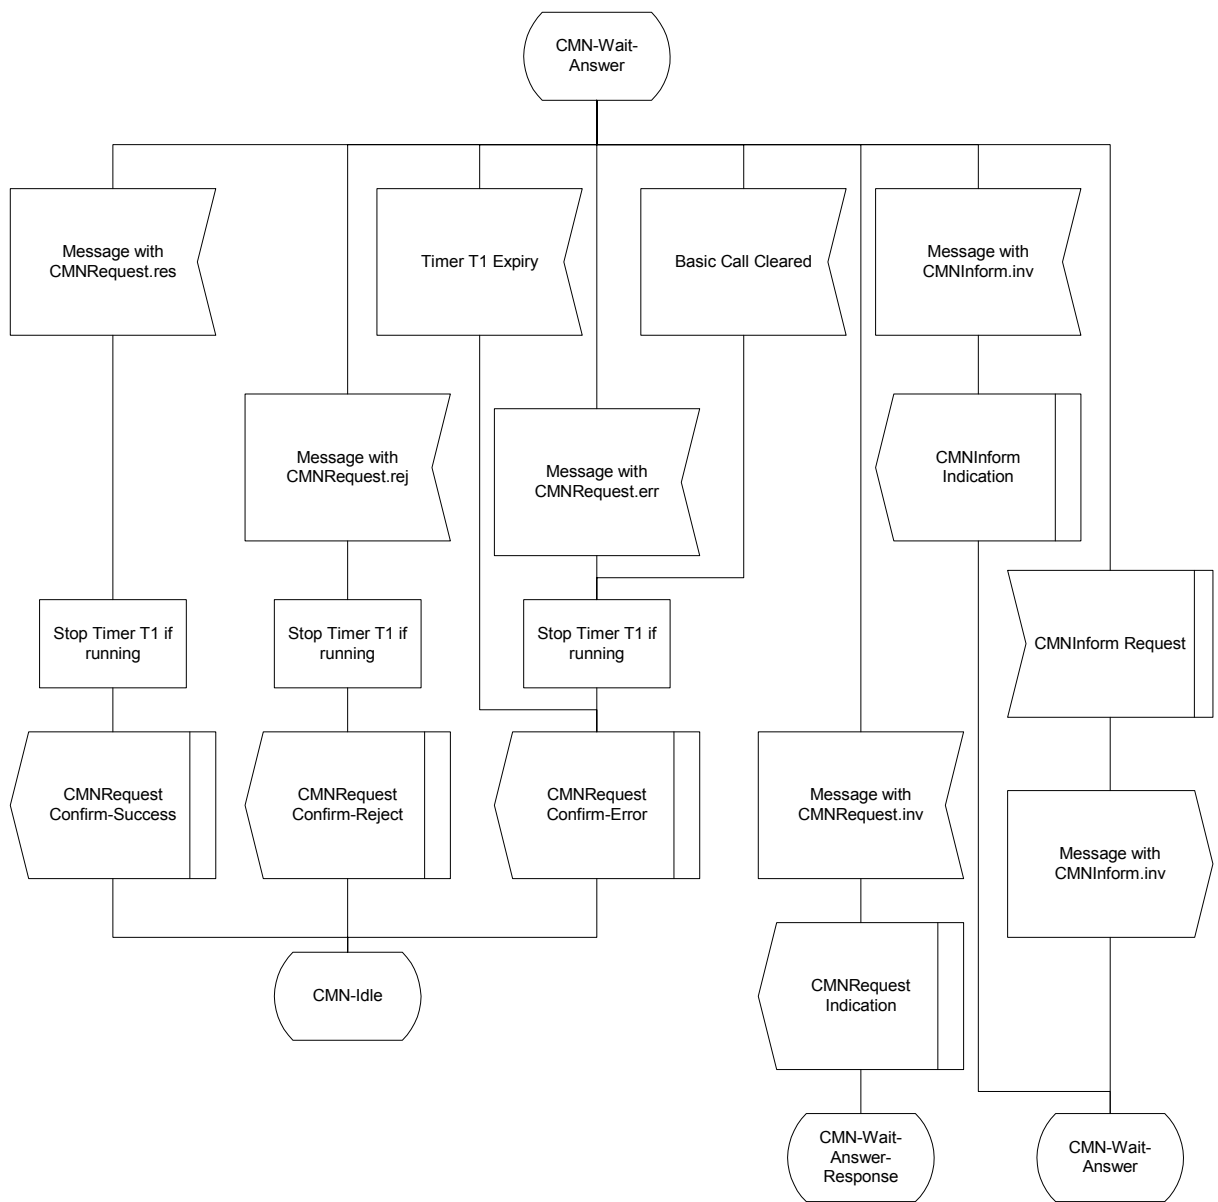 CMN-Wait-
Answer
Message with
CMNRequest.res
Timer T1 Expiry
Basic Call Cleared
Message with
CMNInform.inv
Message with
CMNRequest.rej
Message with
CMNRequest.err
CMNInform
Indication
Stop Timer T1 if
running
Stop Timer T1 if
running
Stop Timer T1 if
running
CMNInform Request
CMNRequest
Confirm-Success
CMNRequest
Confirm-Reject
CMNRequest
Confirm-Error
Message with
CMNRequest.inv
Message with
CMNInform.inv
CMN-Idle
CMNRequest
Indication
CMN-Wait-
Answer-
Response
CMN-Wait-
Answer